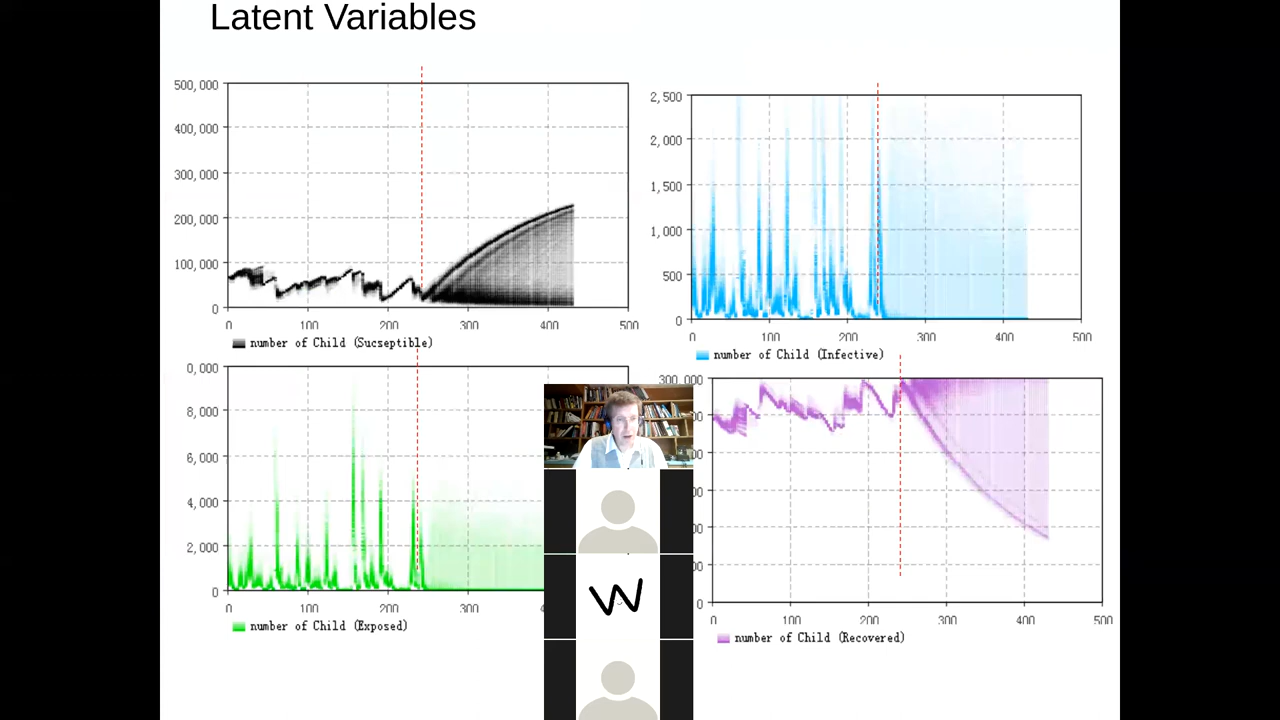 Latent Variables
500,000
400,000
300,000
200,000
100,000
0
0 100 200 300 400 500
number of Child (Sucseptible)
2,500
2,000
1,500
1,000
500
0
0 100 200 300 400 500
number of Child (Infective)
0,000
8,000
6,000
4,000
2,000
0
0 100 200 300
number of Child (Exposed)
300,000
0
0 100 200 300 400 500
number of Child (Recovered)
W